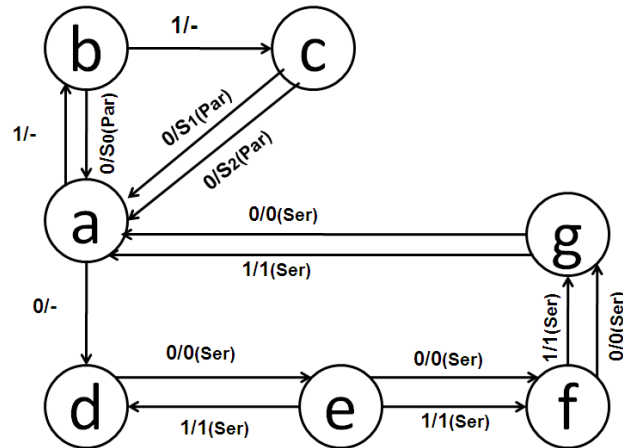 1/-
b
c
1/-
0/S0(Par)
0/S1(Par)
0/S2(Par)
a
0/0(Ser)
g
1/1(Ser)
0/-
0/0(Ser)
0/0(Ser)
1/1(Ser)
0/0(Ser)
d
e
f
1/1(Ser)
1/1(Ser)